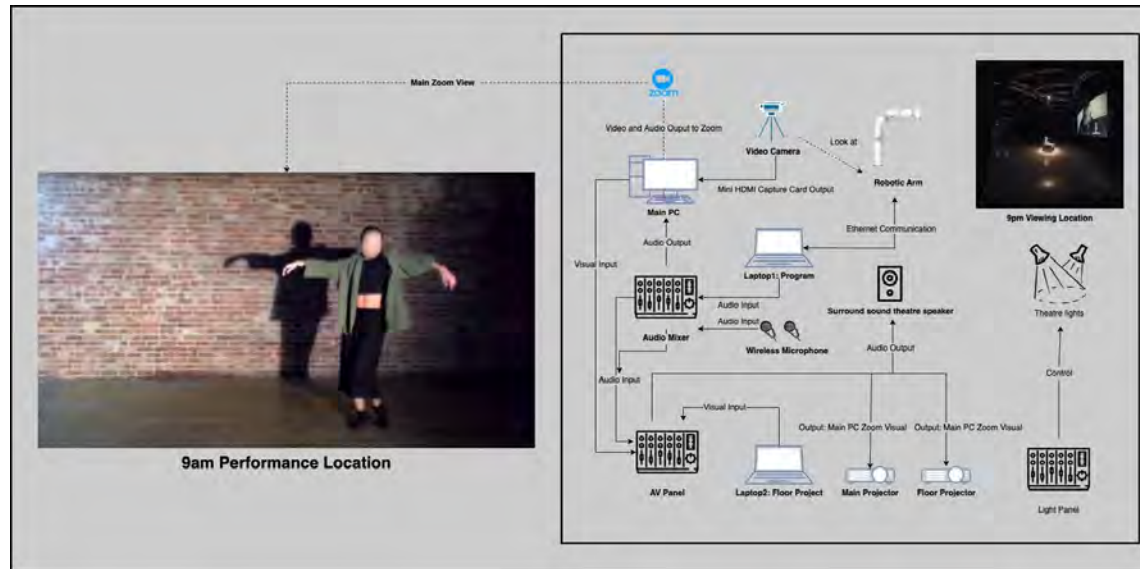 Main Zoom View
zoom
Video and Audio Ouput to Zoom
Video Camera
Look at
Robotic Arm
Mini HDMI Capture Card Output
Main PC
9pm Viewing Location
Ethernet Communication
Audio Output
Visual Input
Laptop1: Program
Audio Input
Surround sound theatre speaker
Theatre lights
Audio Input
Audio Mixer
Wireless Microphone
Audio Output
Audio Input
Control
Visual Input
Output: Main PC Zoom Visual
Output: Main PC Zoom Visual
9am Performance Location
AV Panel
Laptop2: Floor Project
Main Projector
Floor Projector
Light Panel